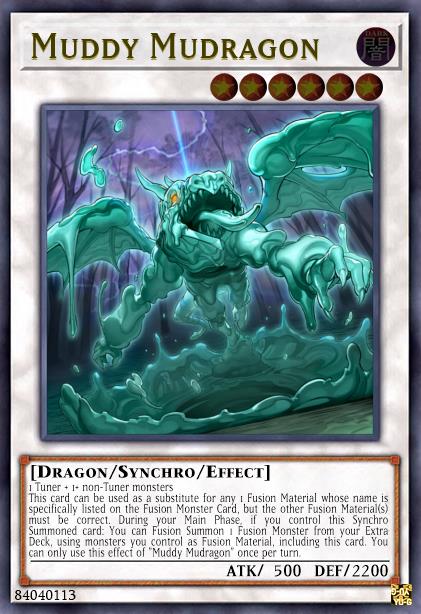 MUDDY MUDRAGON
DARK
闇
[DRAGON/SYNCHRO/EFFECT]
1 Tuner + 1+ non-Tuner monsters
This card can be used as a substitute for any 1 Fusion Material whose name is
specifically listed on the Fusion Monster Card, but the other Fusion Material(s)
must be correct. During your Main Phase, if you control this Synchro
Summoned card: You can Fusion Summon 1 Fusion Monster from your Extra
Deck, using monsters you control as Fusion Material, including this card. You
can only use this effect of "Muddy Mudragon" once per turn.
ATK/ 500 DEF/2200
84040113